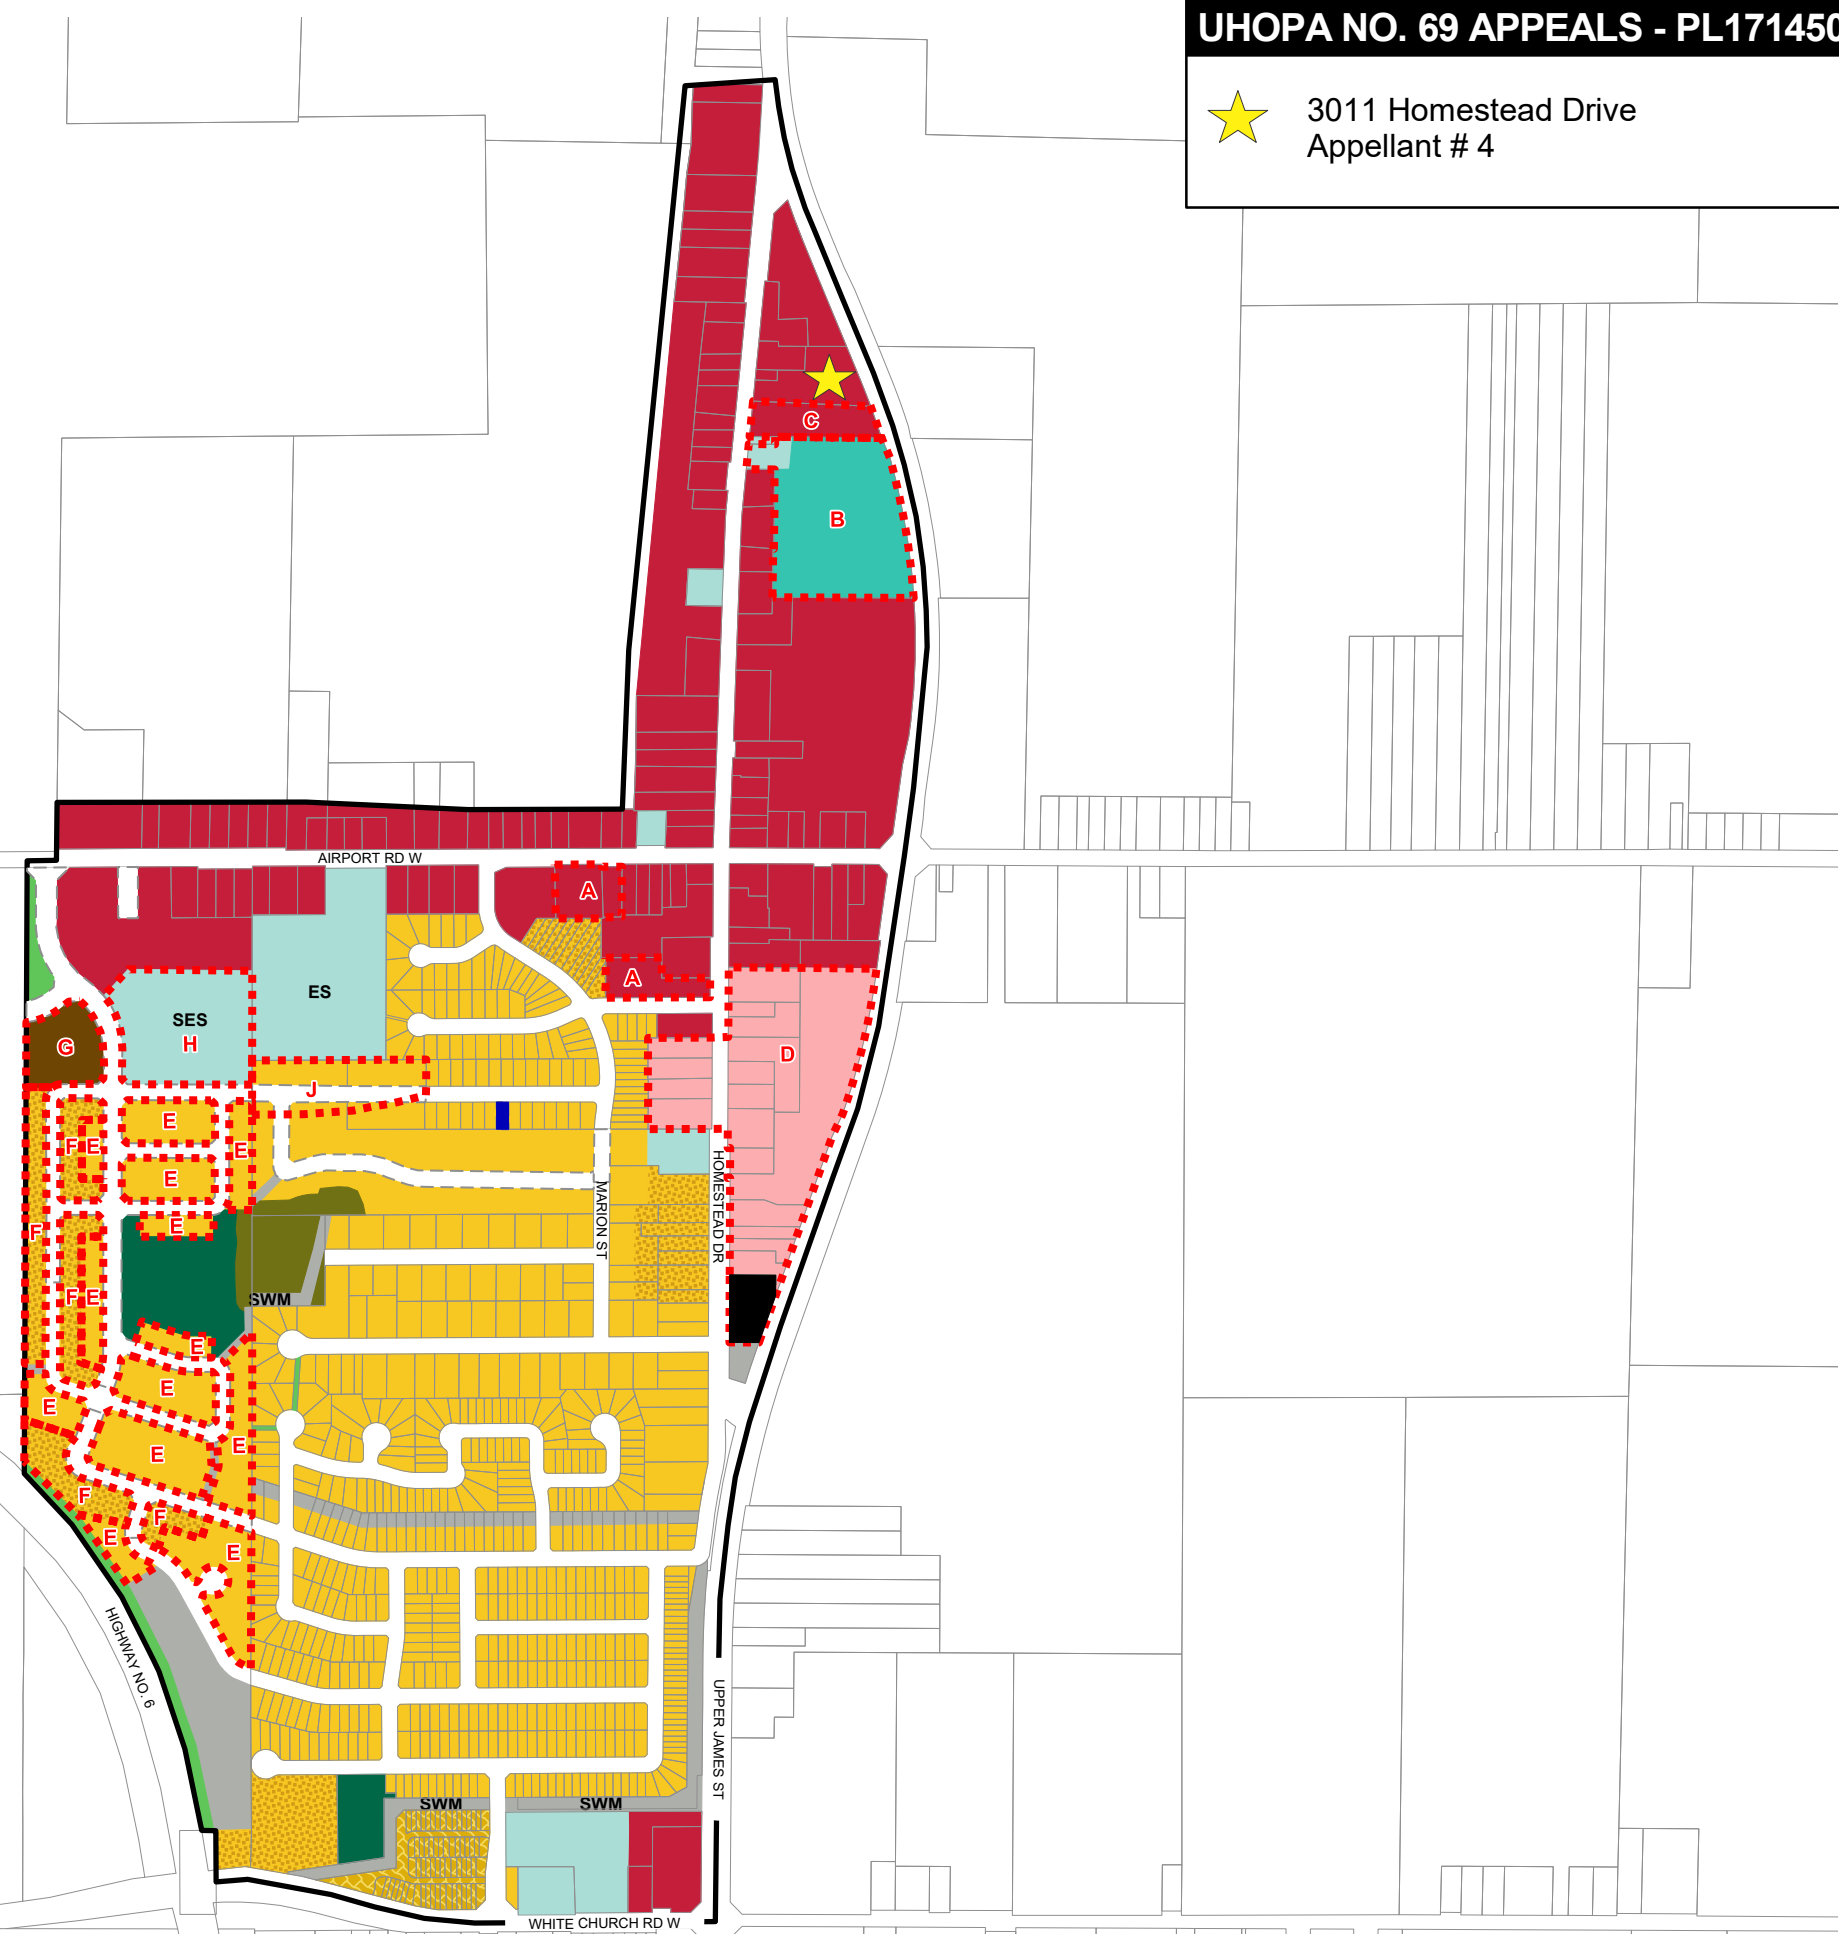 UHOPA NO. 69 APPEALS - PL171450
3011 Homestead Drive
Appellant # 4
C
B
AIRPORT RD W
A
A
ES
SES
H
G
D
J
E
F E
E
E
E
F
F E
SWM
MARION ST
HOMESTEAD DR
E
E
E
E
E
F
F
E
E
HIGHWAY NO. 6
UPPER JAMES ST
SWM
SWM
WHITE CHURCH RD W